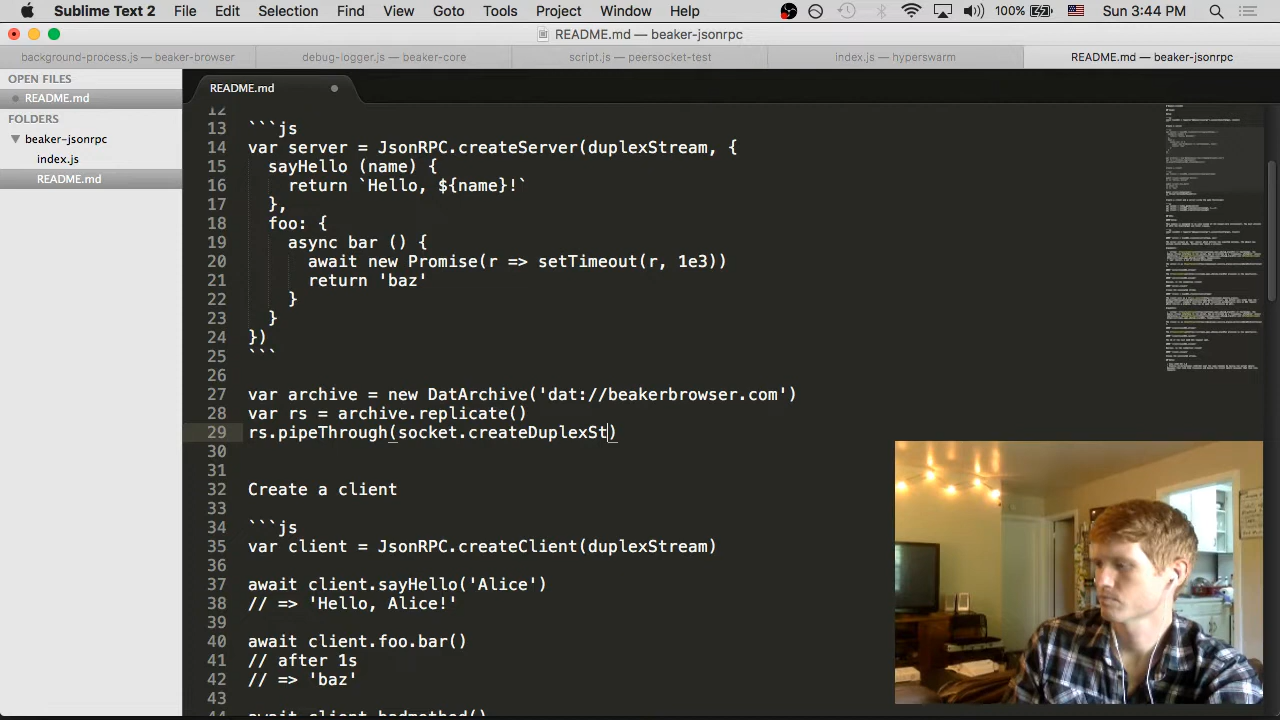 Sublime Text 2 File Edit Selection Find View Goto Tools Project Window Help 100% Sun 3:44 PM
README.md — beaker-jsonrpc
background-process.js — beaker-browser debug-logger.js — beaker-core script.js — peersocket-test index.js — hyperswarm README.md — beaker-jsonrpc
OPEN FILES
README.md
FOLDERS
beaker-jsonrpc
index.js
README.md
README.md
12
13 ```js
14 var server = JsonRPC.createServer(duplexStream, {
15 sayHello (name) {
16 return `Hello, ${name}!`
17 },
18 foo: {
19 async bar () {
20 await new Promise(r => setTimeout(r, 1e3))
21 return 'baz'
22 }
23 }
24 })
25 ```
26
27 var archive = new DatArchive('dat://beakerbrowser.com')
28 var rs = archive.replicate()
29 rs.pipeThrough(socket.createDuplexSt)
30
31
32 Create a client
33
34 ```js
35 var client = JsonRPC.createClient(duplexStream)
36
37 await client.sayHello('Alice')
38 // => 'Hello, Alice!'
39
40 await client.foo.bar()
41 // after 1s
42 // => 'baz'
43
44 await client.badmethod()